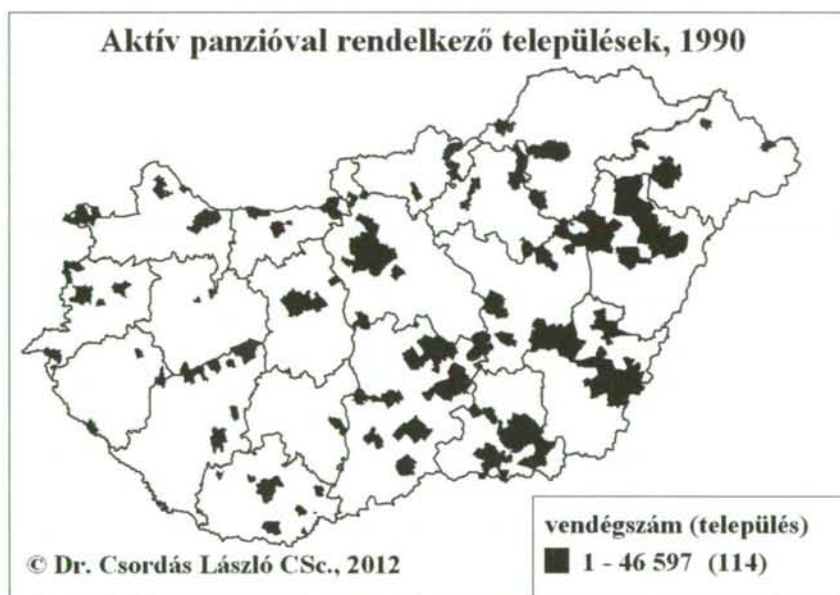 Aktív panzióval rendelkező települések, 1990
vendégszám (település)
1 - 46 597 (114)
© Dr. Csordás László CSc., 2012